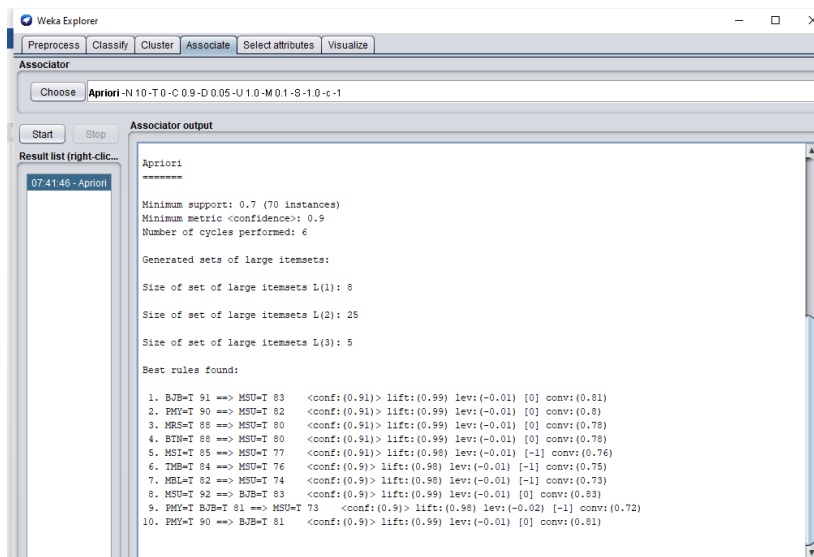 Weka Explorer
Preprocess Classify Cluster Associate Select attributes Visualize
Associator
Choose Apriori -N 10 -T 0 -C 0.9 -D 0.05 -U 1.0 -M 0.1 -S -1.0 -c -1
Start Stop
Associator output
Result list (right-clic...
07:41:46 - Apriori
Apriori
=======
Minimum support: 0.7 (70 instances)
Minimum metric <confidence>: 0.9
Number of cycles performed: 6
Generated sets of large itemsets:
Size of set of large itemsets L(1): 8
Size of set of large itemsets L(2): 25
Size of set of large itemsets L(3): 5
Best rules found:
1. BJB=T 91 ==> MSU=T 83 <conf:(0.91)> lift:(0.99) lev:(-0.01) [0] conv:(0.81)
2. PMY=T 90 ==> MSU=T 82 <conf:(0.91)> lift:(0.99) lev:(-0.01) [0] conv:(0.8)
3. MRS=T 88 ==> MSU=T 80 <conf:(0.91)> lift:(0.99) lev:(-0.01) [0] conv:(0.78)
4. BTN=T 88 ==> MSU=T 80 <conf:(0.91)> lift:(0.99) lev:(-0.01) [0] conv:(0.78)
5. MSI=T 85 ==> MSU=T 77 <conf:(0.91)> lift:(0.98) lev:(-0.01) [-1] conv:(0.76)
6. TMB=T 84 ==> MSU=T 76 <conf:(0.9)> lift:(0.98) lev:(-0.01) [-1] conv:(0.75)
7. MBL=T 82 ==> MSU=T 74 <conf:(0.9)> lift:(0.98) lev:(-0.01) [-1] conv:(0.73)
8. MSU=T 92 ==> BJB=T 83 <conf:(0.9)> lift:(0.99) lev:(-0.01) [0] conv:(0.83)
9. PMY=T BJB=T 81 ==> MSU=T 73 <conf:(0.9)> lift:(0.98) lev:(-0.02) [-1] conv:(0.72)
10. PMY=T 90 ==> BJB=T 81 <conf:(0.9)> lift:(0.99) lev:(-0.01) [0] conv:(0.81)